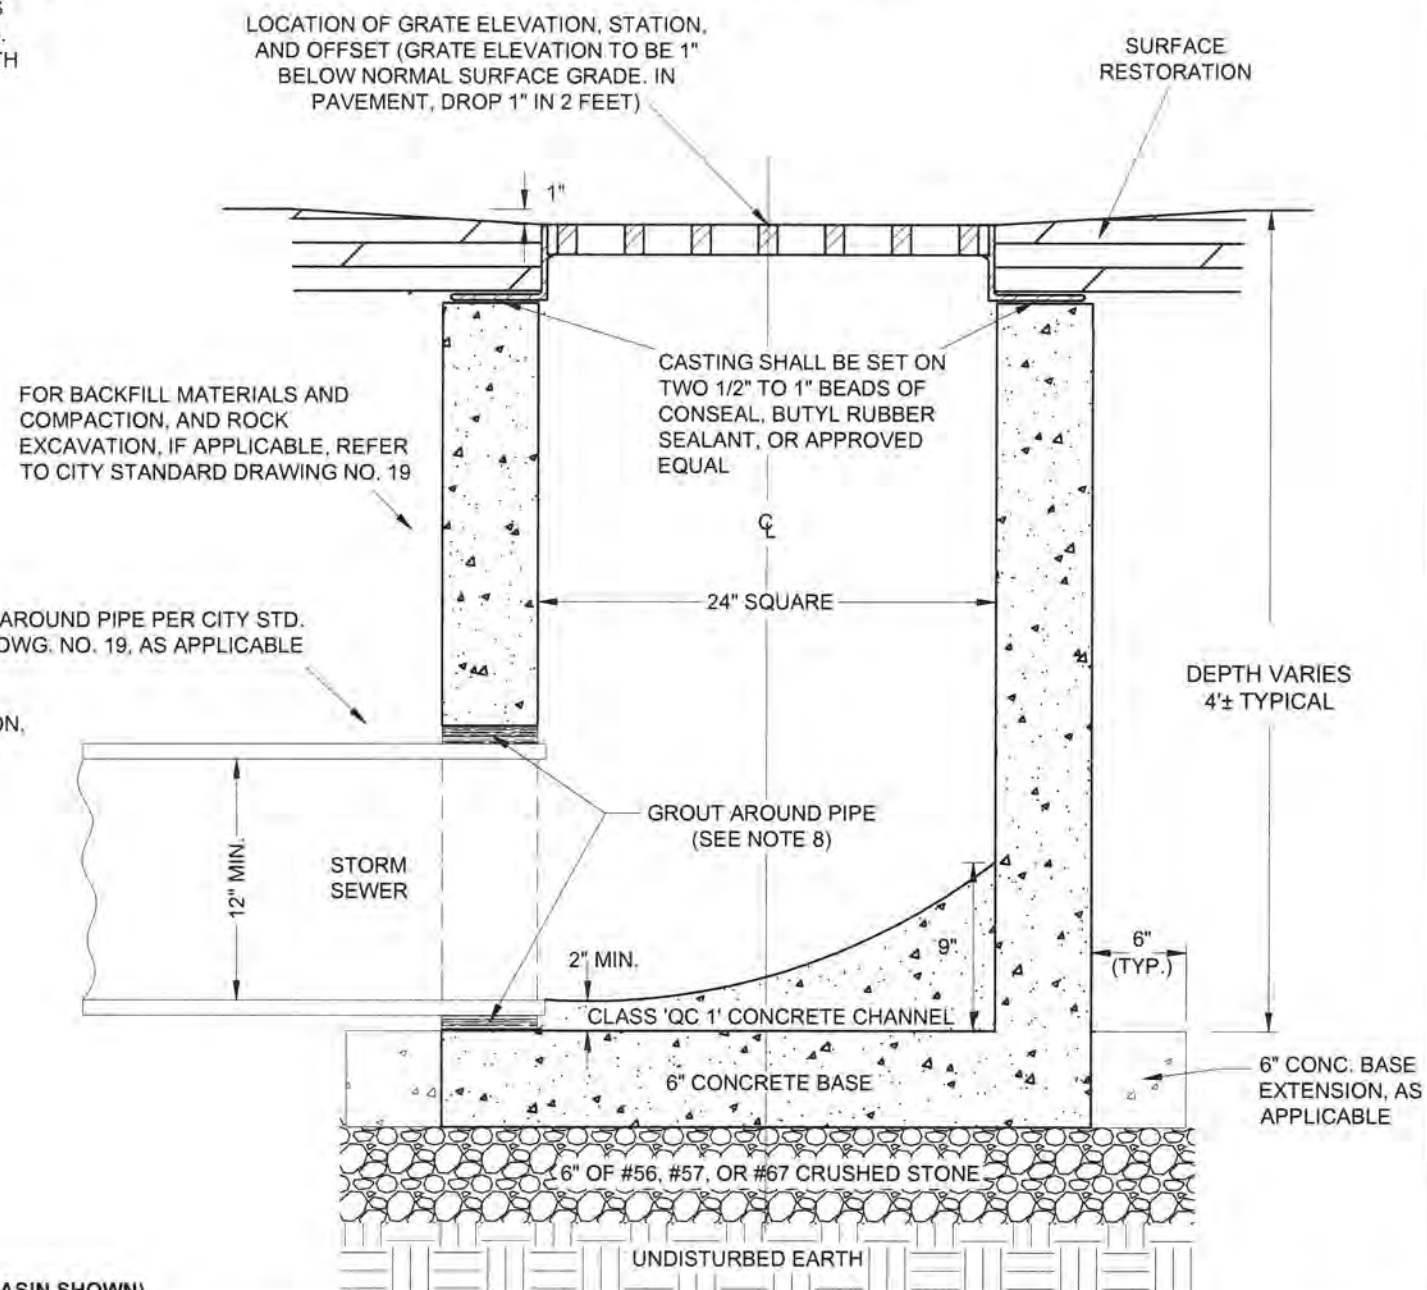 S
.
TH
LOCATION OF GRATE ELEVATION, STATION,
AND OFFSET (GRATE ELEVATION TO BE 1"
BELOW NORMAL SURFACE GRADE. IN
PAVEMENT, DROP 1" IN 2 FEET)
SURFACE
RESTORATION
1"
CASTING SHALL BE SET ON
TWO 1/2" TO 1" BEADS OF
CONSEAL, BUTYL RUBBER
SEALANT, OR APPROVED
EQUAL
FOR BACKFILL MATERIALS AND
COMPACTION, AND ROCK
EXCAVATION, IF APPLICABLE, REFER
TO CITY STANDARD DRAWING NO. 19
CL
24" SQUARE
AROUND PIPE PER CITY STD.
DWG. NO. 19, AS APPLICABLE
DEPTH VARIES
4'± TYPICAL
ON,
GROUT AROUND PIPE
(SEE NOTE 8)
12" MIN.
STORM
SEWER
2" MIN.
9"
6"
(TYP.)
CLASS 'QC 1' CONCRETE CHANNEL
6" CONCRETE BASE
6" CONC. BASE
EXTENSION, AS
APPLICABLE
6" OF #56, #57, OR #67 CRUSHED STONE
UNDISTURBED EARTH
ASIN SHOWN)